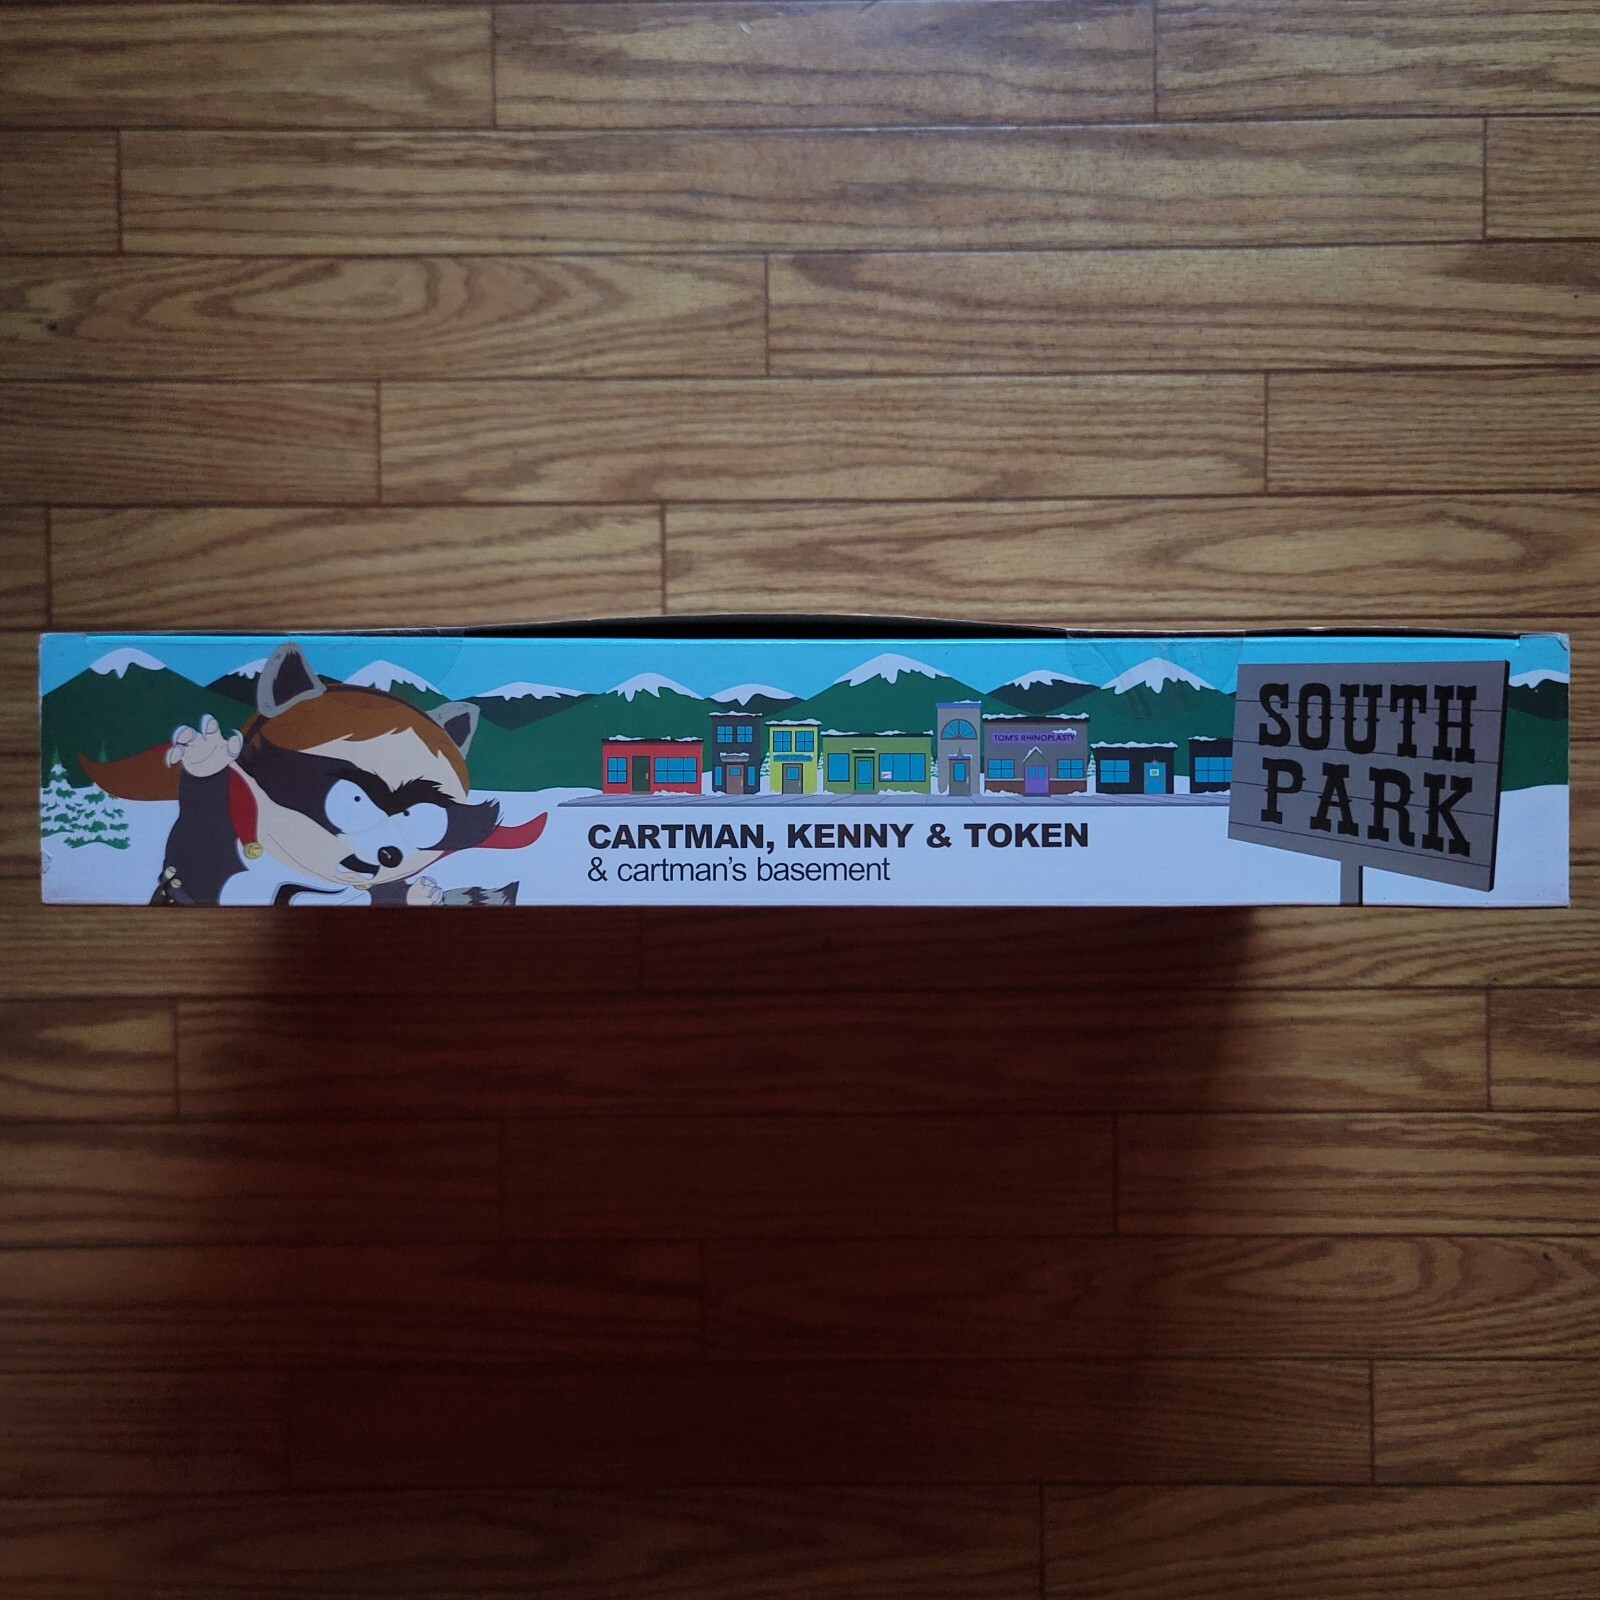 CARTMAN, KENNY & TOKEN
& cartman's basement
TOM'S RHINOPLASTY
SOUTH
PARK